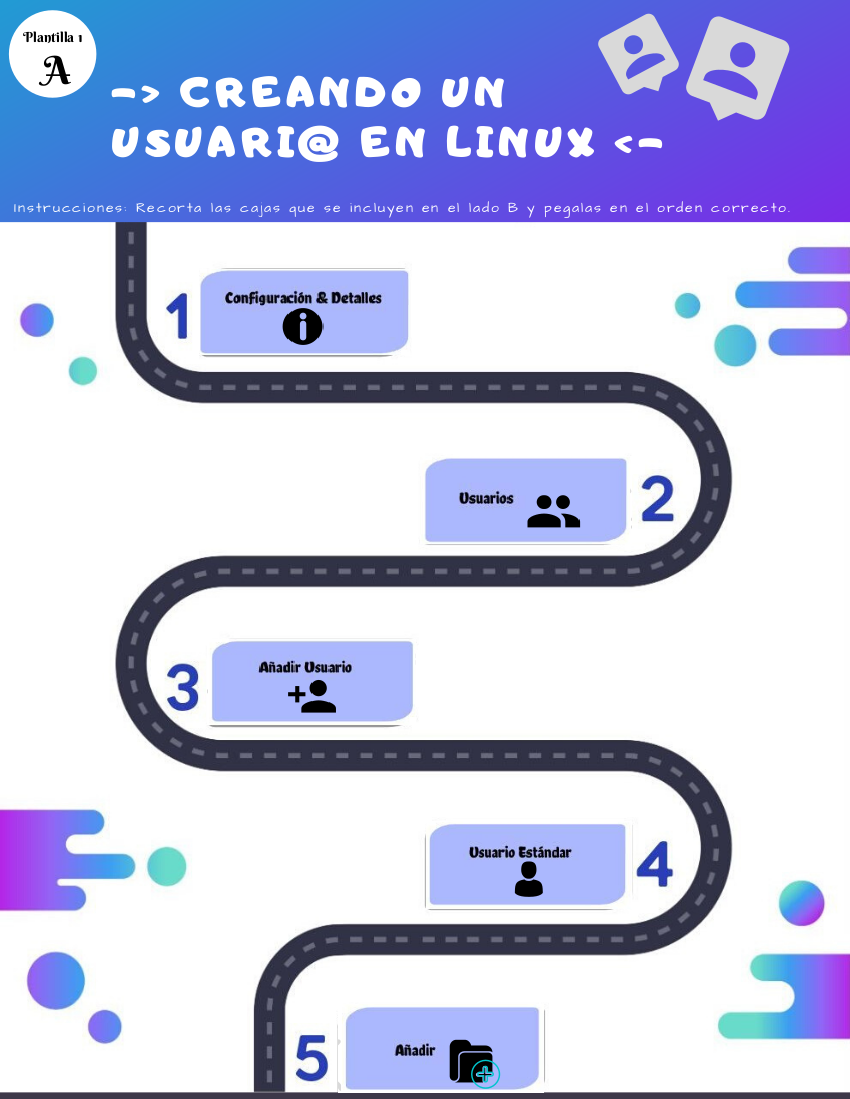 Plantilla 1
A
-> CREANDO UN
USUARI@ EN LINUX <-
Instrucciones: Recorta las cajas que se incluyen en el lado B y pegalas en el orden correcto.
1
Configuración & Detalles
Usuarios
2
3
Añadir Usuario
Usuario Estándar
4
5
Añadir